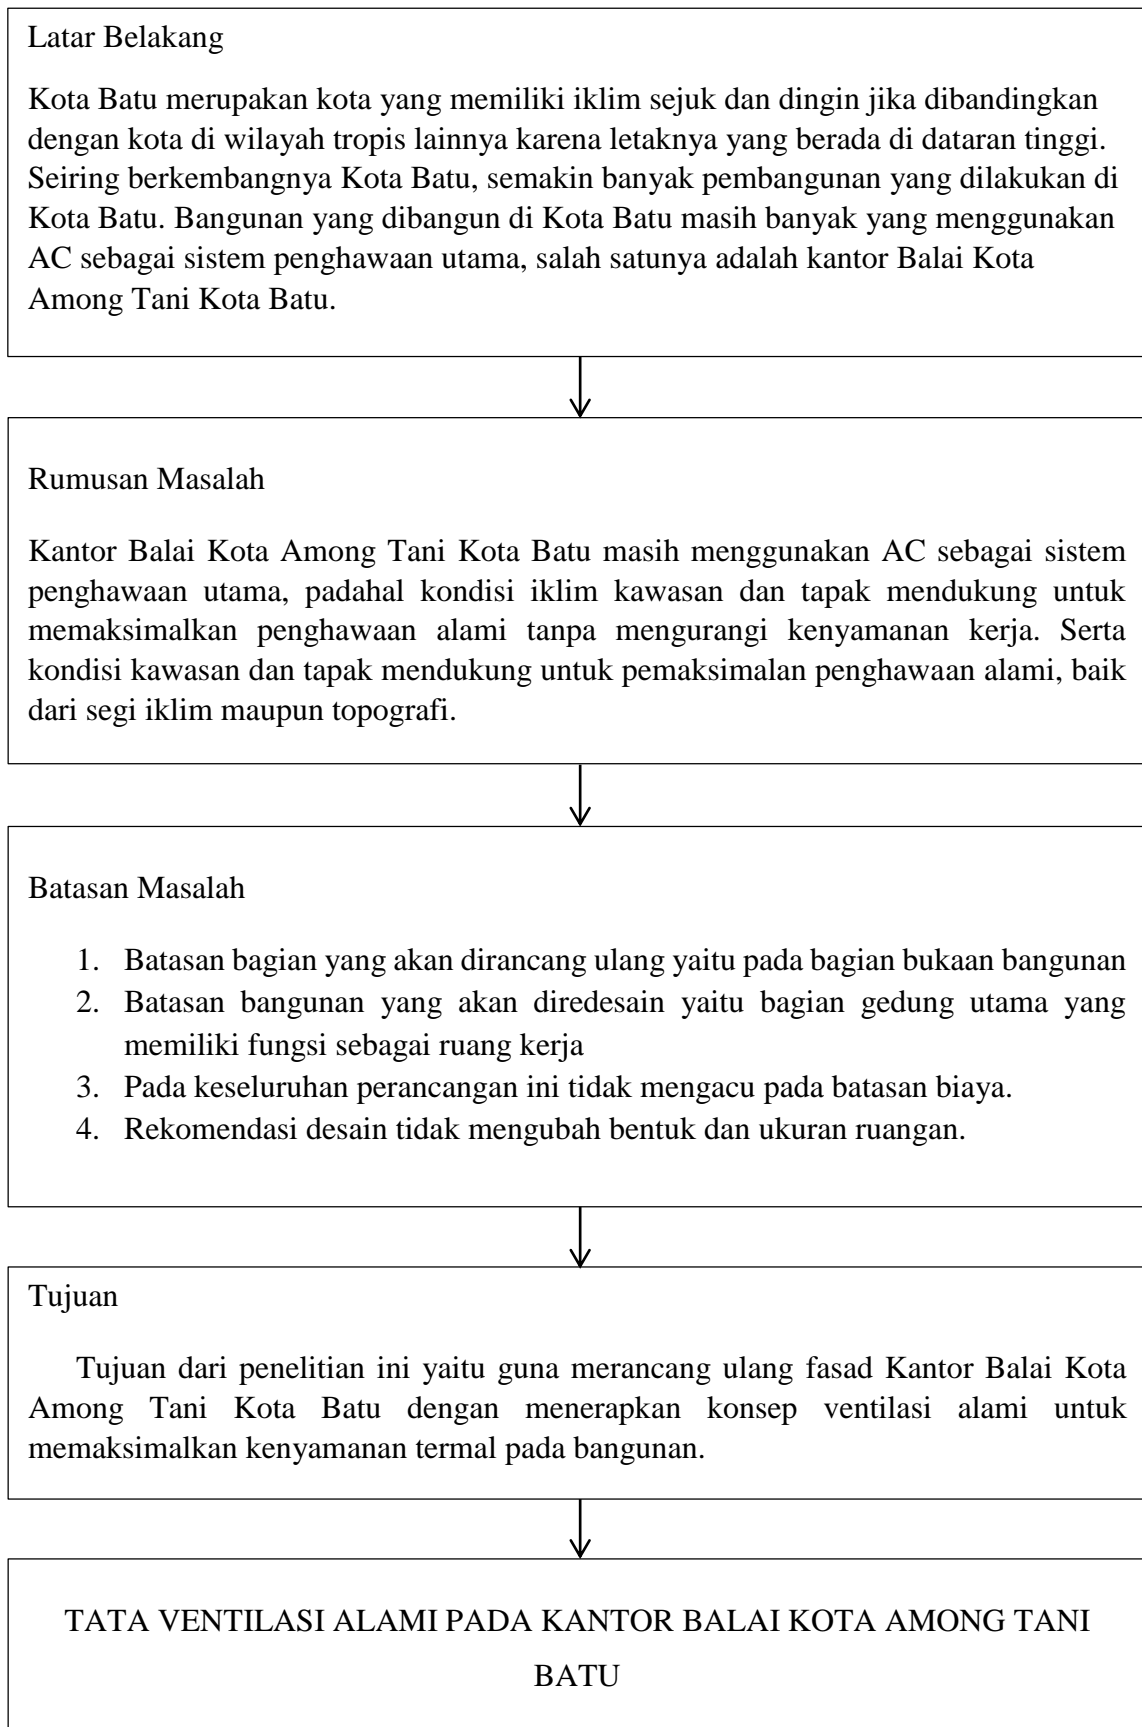 Latar Belakang
Kota Batu merupakan kota yang memiliki iklim sejuk dan dingin jika dibandingkan
dengan kota di wilayah tropis lainnya karena letaknya yang berada di dataran tinggi.
Seiring berkembangnya Kota Batu, semakin banyak pembangunan yang dilakukan di
Kota Batu. Bangunan yang dibangun di Kota Batu masih banyak yang menggunakan
AC sebagai sistem penghawaan utama, salah satunya adalah kantor Balai Kota
Among Tani Kota Batu.
Rumusan Masalah
Kantor Balai Kota Among Tani Kota Batu masih menggunakan AC sebagai sistem
penghawaan utama, padahal kondisi iklim kawasan dan tapak mendukung untuk
memaksimalkan penghawaan alami tanpa mengurangi kenyamanan kerja. Serta
kondisi kawasan dan tapak mendukung untuk pemaksimalan penghawaan alami, baik
dari segi iklim maupun topografi.
Batasan Masalah
1. Batasan bagian yang akan dirancang ulang yaitu pada bagian bukaan bangunan
2. Batasan bangunan yang akan diredesain yaitu bagian gedung utama yang
memiliki fungsi sebagai ruang kerja
3. Pada keseluruhan perancangan ini tidak mengacu pada batasan biaya.
4. Rekomendasi desain tidak mengubah bentuk dan ukuran ruangan.
Tujuan
Tujuan dari penelitian ini yaitu guna merancang ulang fasad Kantor Balai Kota
Among Tani Kota Batu dengan menerapkan konsep ventilasi alami untuk
memaksimalkan kenyamanan termal pada bangunan.
TATA VENTILASI ALAMI PADA KANTOR BALAI KOTA AMONG TANI
BATU